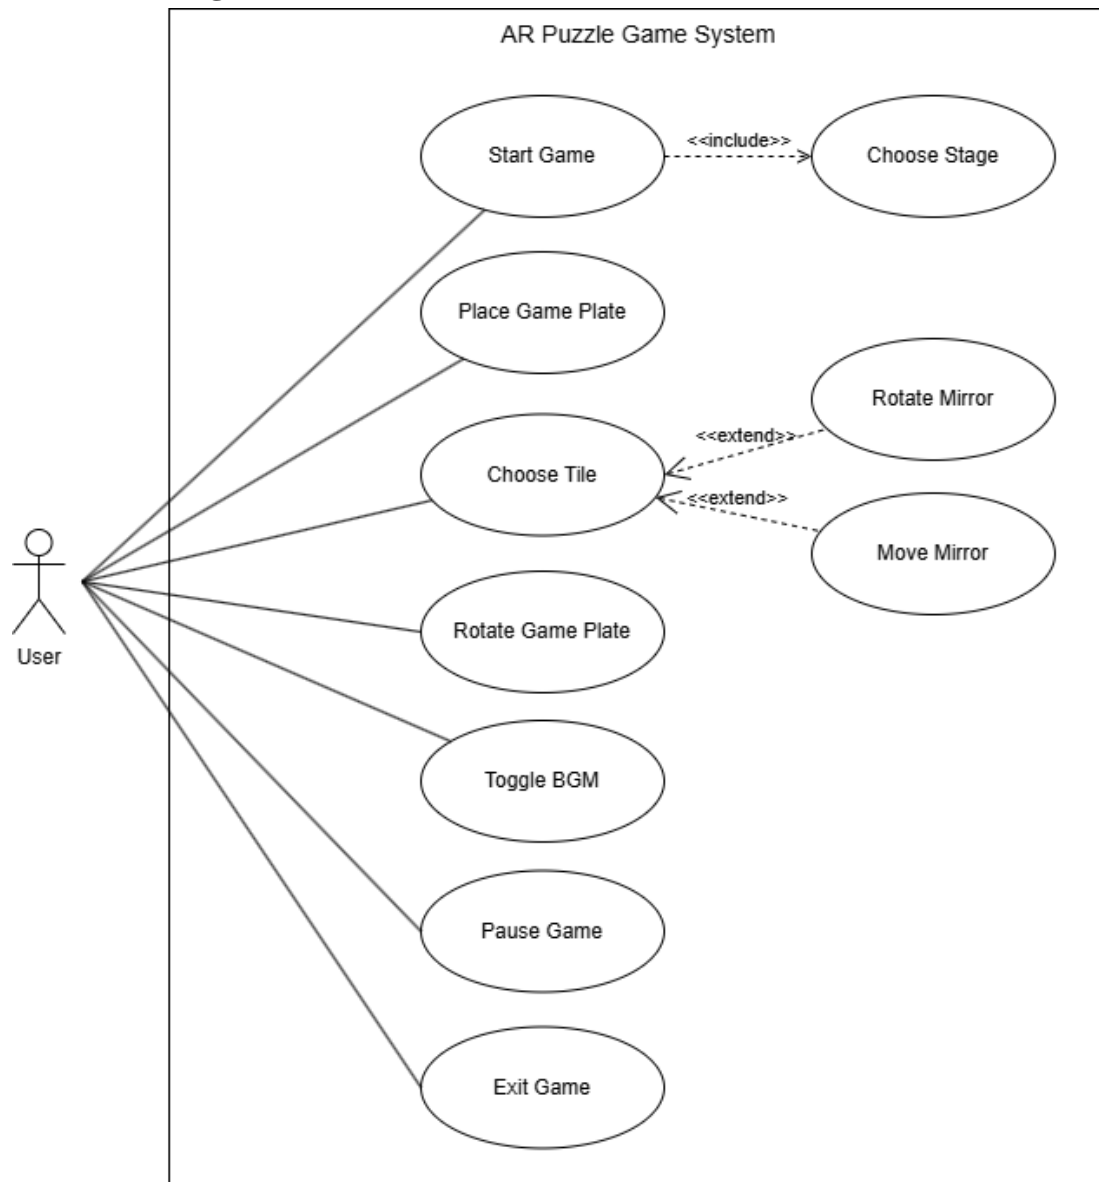 AR Puzzle Game System
Start Game
<<include>>
Choose Stage
Place Game Plate
Rotate Mirror
<<extend>>
Choose Tile
<<extend>>
Move Mirror
Rotate Game Plate
User
Toggle BGM
Pause Game
Exit Game